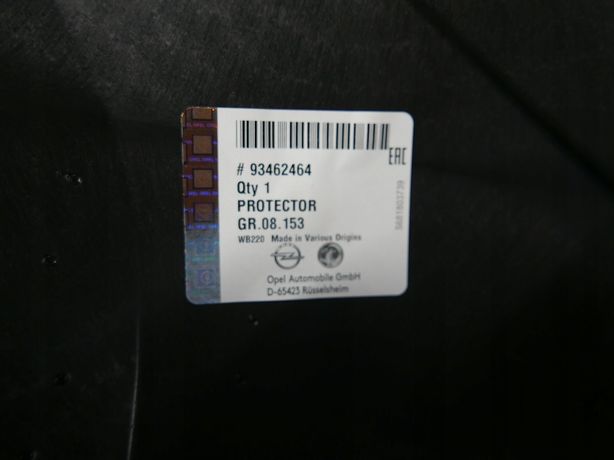 # 93462464
Qty 1
PROTECTOR
GR.08.153
WB220 Made in Various Origins
Opel Automobile GmbH
D-65423 Rüsselsheim
EAC